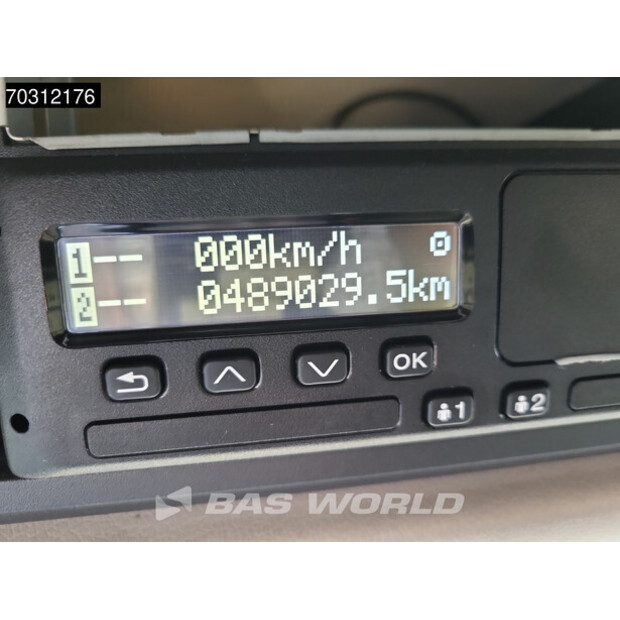 70312176
1-- 000km/h
2-- 0489029.5km
OK
1 2
BAS WORLD